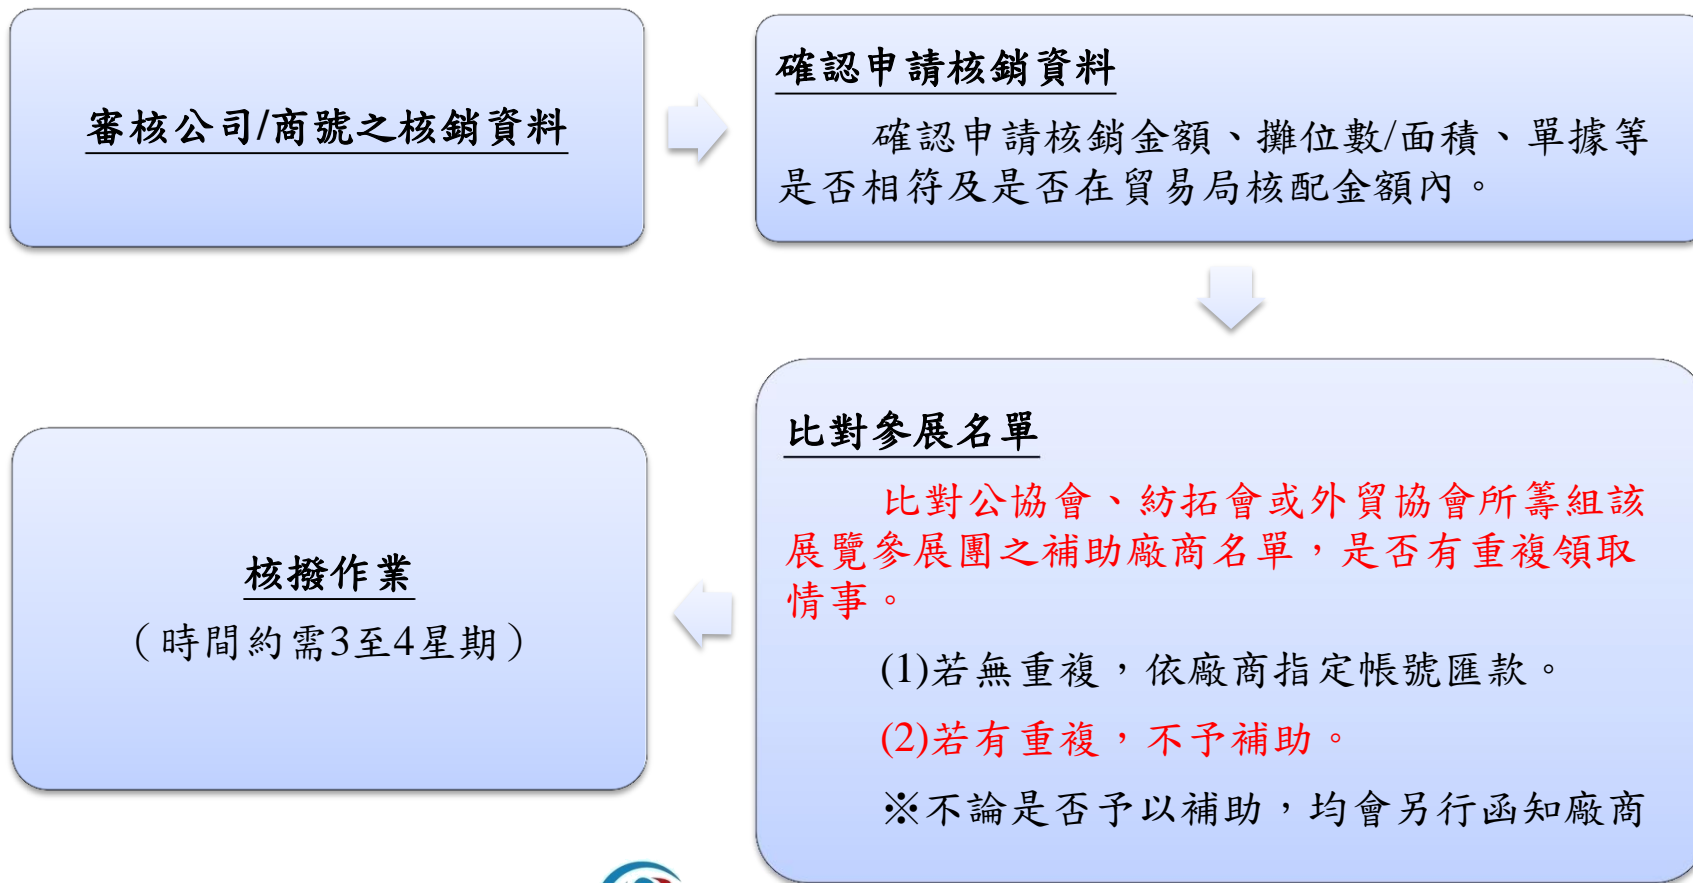 審核公司/商號之核銷資料
確認申請核銷資料
確認申請核銷金額、攤位數/面積、單據等
是否相符及是否在貿易局核配金額內。
比對參展名單
比對公協會、紡拓會或外貿協會所籌組該
展覽參展團之補助廠商名單，是否有重複領取
情事。
(1)若無重複，依廠商指定帳號匯款。
(2)若有重複，不予補助。
※不論是否予以補助，均會另行函知廠商
核撥作業
（時間約需3至4星期）